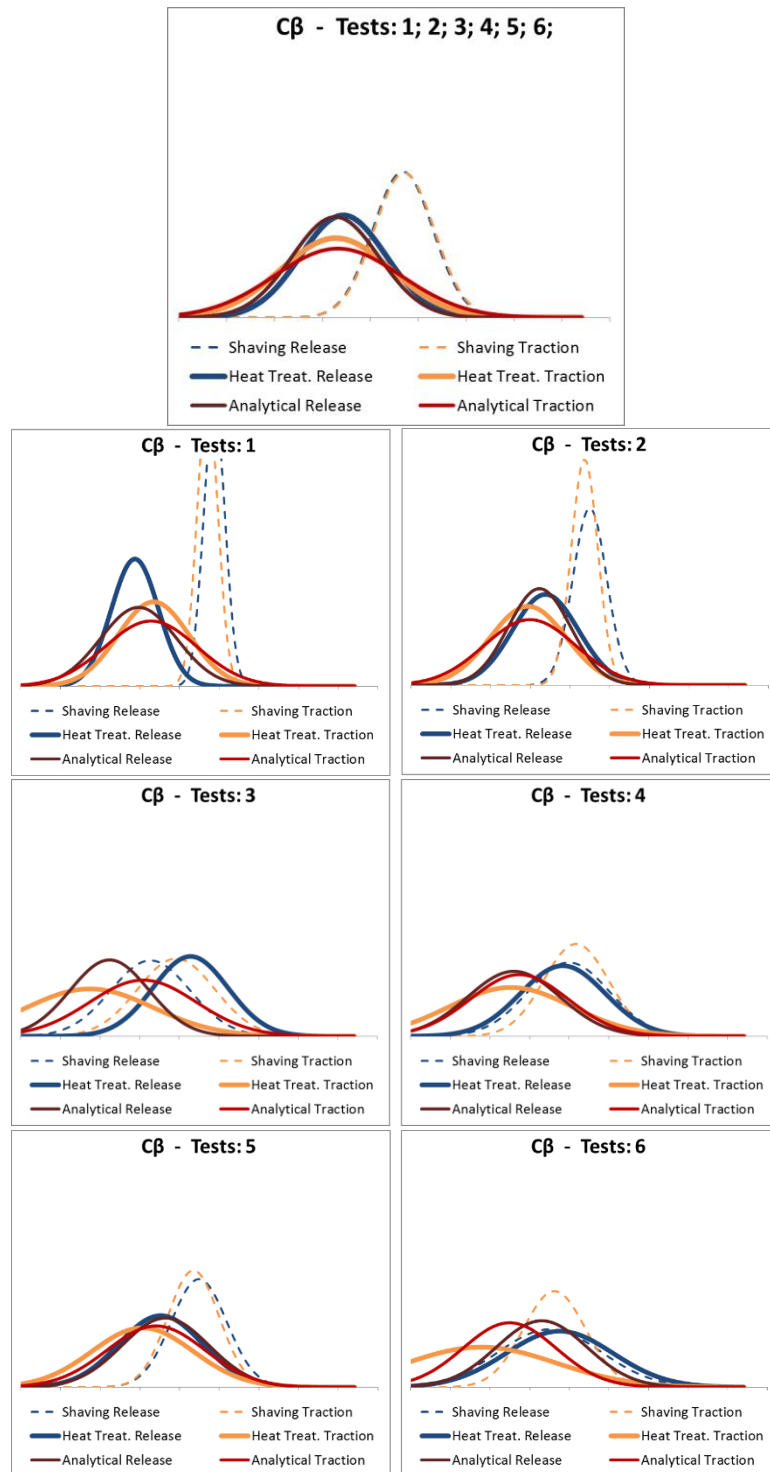 Cβ - Tests: 1; 2; 3; 4; 5; 6;
Shaving Release Shaving Traction
Heat Treat. Release Heat Treat. Traction
Analytical Release Analytical Traction
Cβ - Tests: 1
Shaving Release Shaving Traction
Heat Treat. Release Heat Treat. Traction
Analytical Release Analytical Traction
Cβ - Tests: 2
Shaving Release Shaving Traction
Heat Treat. Release Heat Treat. Traction
Analytical Release Analytical Traction
Cβ - Tests: 3
Shaving Release Shaving Traction
Heat Treat. Release Heat Treat. Traction
Analytical Release Analytical Traction
Cβ - Tests: 4
Shaving Release Shaving Traction
Heat Treat. Release Heat Treat. Traction
Analytical Release Analytical Traction
Cβ - Tests: 5
Shaving Release Shaving Traction
Heat Treat. Release Heat Treat. Traction
Analytical Release Analytical Traction
Cβ - Tests: 6
Shaving Release Shaving Traction
Heat Treat. Release Heat Treat. Traction
Analytical Release Analytical Traction